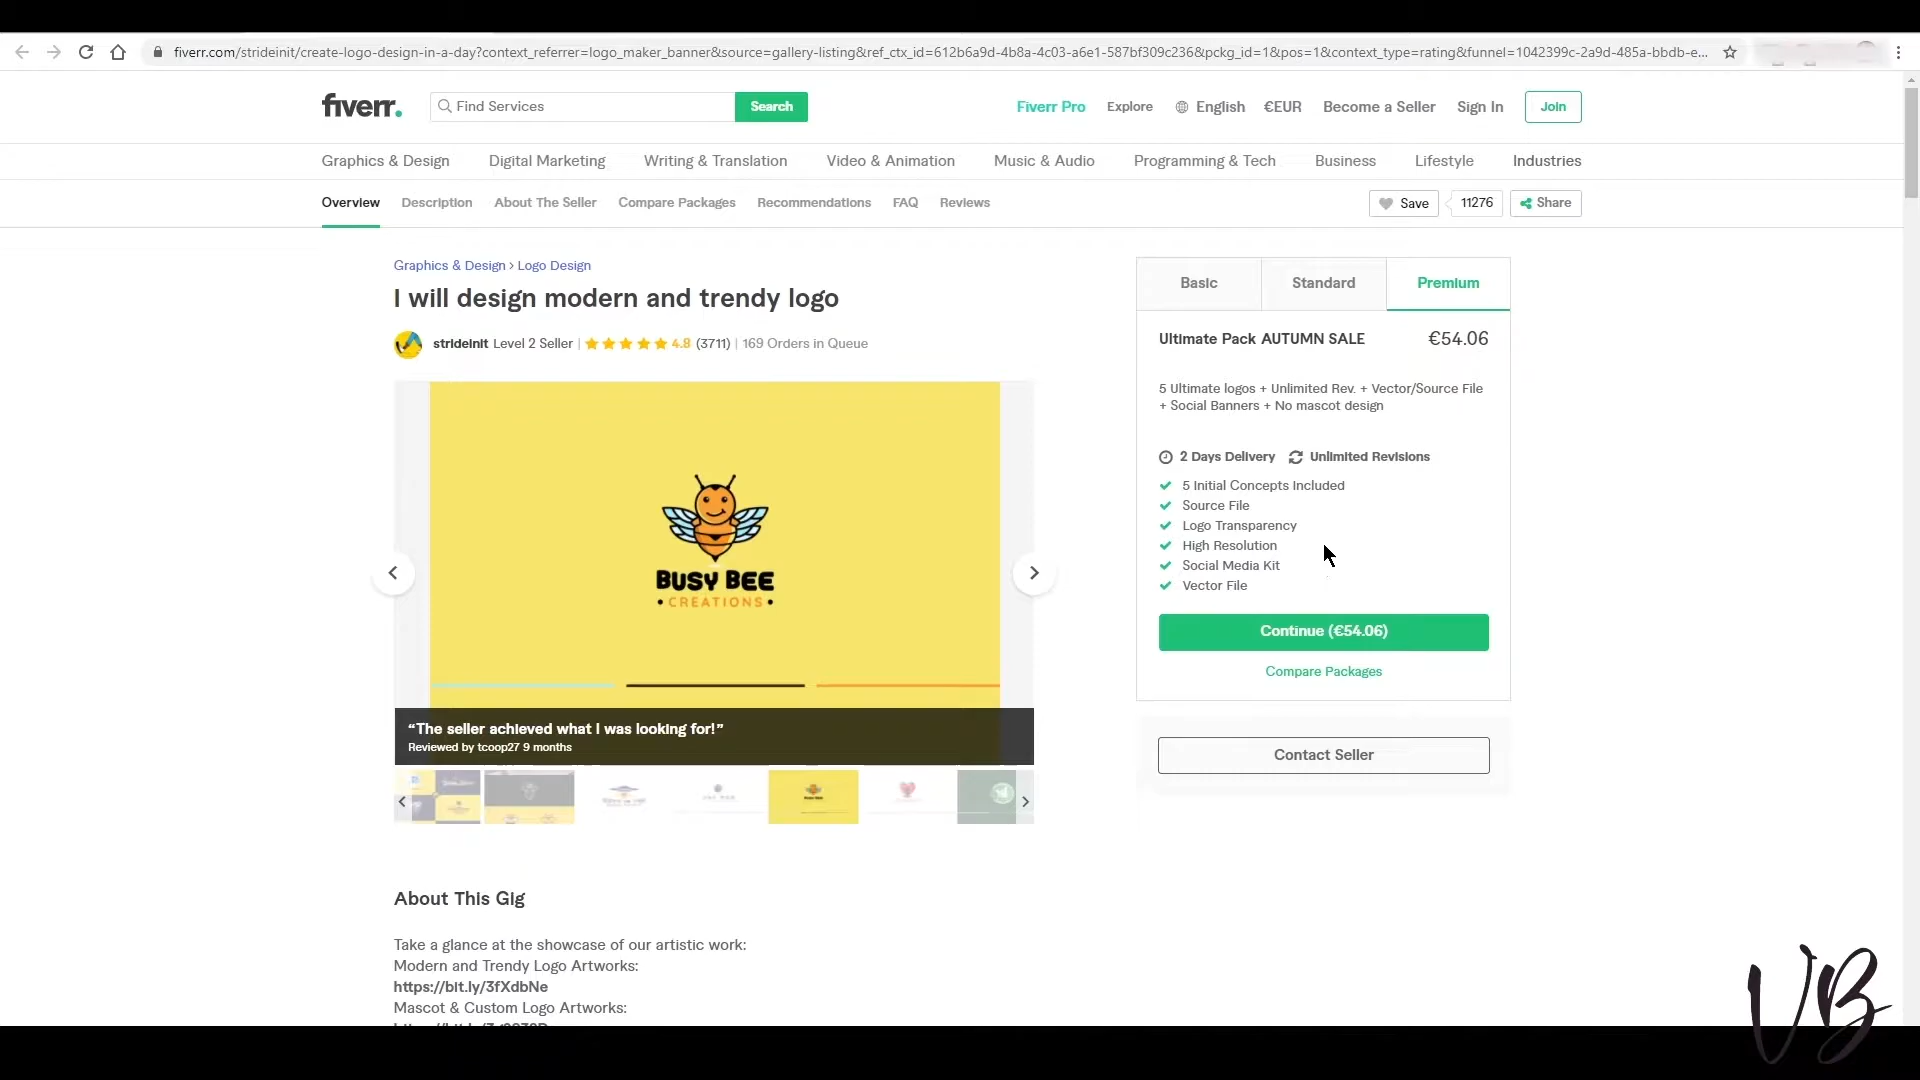 fiverr.com/strideinit/create-logo-design-in-a-day?context_referrer=logo_maker_banner&source=gallery-listing&ref_ctx_id=612b6a9d-4b8a-4c03-a6e1-587bf309c236&pckg_id=1&pos=1&context_type=rating&funnel=1042399c-2a9d-485a-bbdb-e...
fiverr.
Find Services
Search
Fiverr Pro
Explore
English
€EUR
Become a Seller
Sign In
Join
Graphics & Design
Digital Marketing
Writing & Translation
Video & Animation
Music & Audio
Programming & Tech
Business
Lifestyle
Industries
Overview
Description
About The Seller
Compare Packages
Recommendations
FAQ
Reviews
Save
11276
Share
Graphics & Design › Logo Design
I will design modern and trendy logo
strideinit Level 2 Seller | 4.8 (3711) | 169 Orders in Queue
BUSY BEE
• CREATIONS •
“The seller achieved what I was looking for!”
Reviewed by tcoop27 9 months
Basic
Standard
Premium
Ultimate Pack AUTUMN SALE €54.06
5 Ultimate logos + Unlimited Rev. + Vector/Source File
+ Social Banners + No mascot design
2 Days Delivery Unlimited Revisions
5 Initial Concepts Included
Source File
Logo Transparency
High Resolution
Social Media Kit
Vector File
Continue (€54.06)
Compare Packages
Contact Seller
About This Gig
Take a glance at the showcase of our artistic work:
Modern and Trendy Logo Artworks:
https://bit.ly/3fXdbNe
Mascot & Custom Logo Artworks:
VB